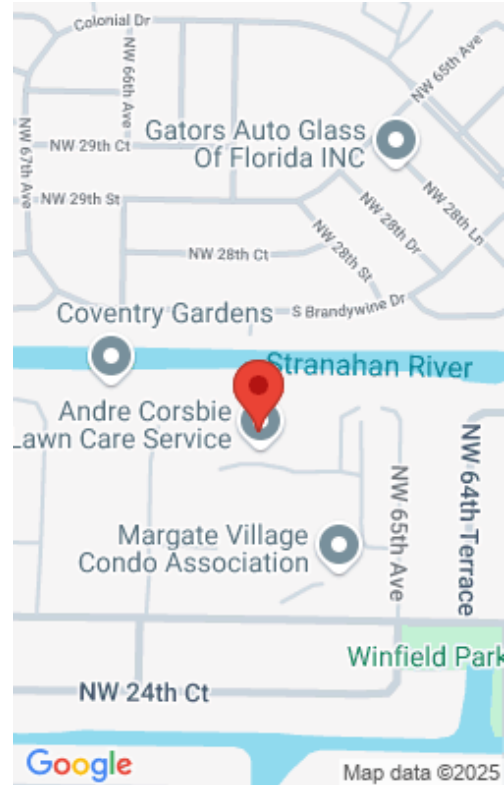 Colonial Dr
NW 66th Ave
NW 65th Ave
NW 67th Ave
Gators Auto Glass
Of Florida INC
NW 29th Ct
NW 29th St
NW 28th Ln
NW 28th Dr
NW 28th St
NW 28th Ct
S Brandywine Dr
Coventry Gardens
Stranahan River
Andre Corsbie
Lawn Care Service
NW 65th Ave
NW 64th Terrace
Margate Village
Condo Association
Winfield Park
NW 24th Ct
Google
Map data ©2025